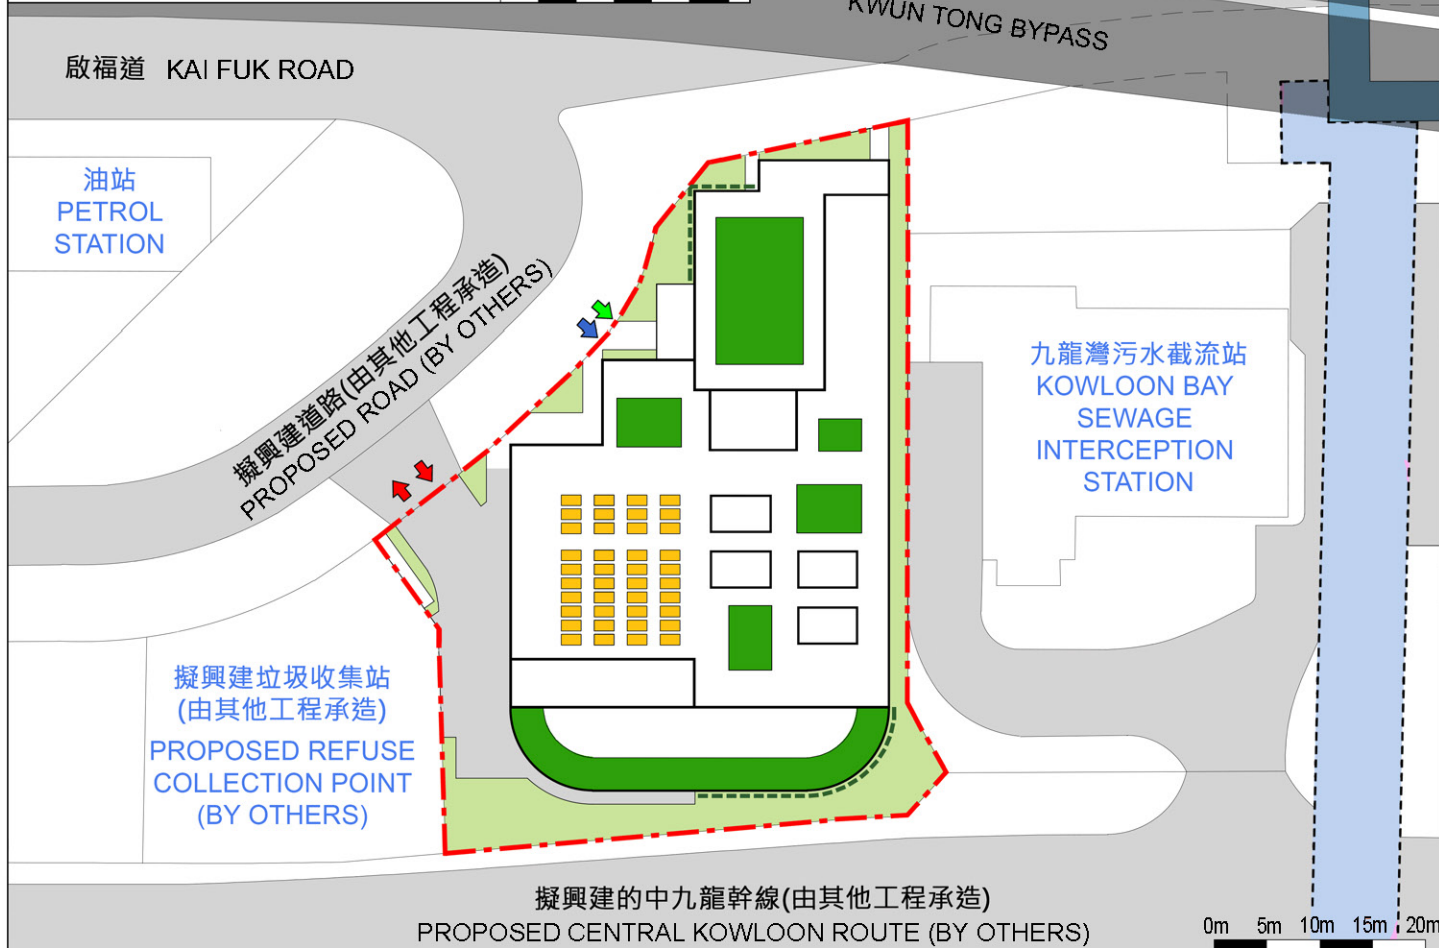 KWUN TONG BYPASS
啟福道 KAI FUK ROAD
油站
PETROL
STATION
擬興建道路(由其他工程承造)
PROPOSED ROAD (BY OTHERS)
九龍灣污水截流站
KOWLOON BAY
SEWAGE
INTERCEPTION
STATION
擬興建垃圾收集站
(由其他工程承造)
PROPOSED REFUSE
COLLECTION POINT
(BY OTHERS)
擬興建的中九龍幹線(由其他工程承造)
PROPOSED CENTRAL KOWLOON ROUTE (BY OTHERS)
0m 5m 10m 15m 20m